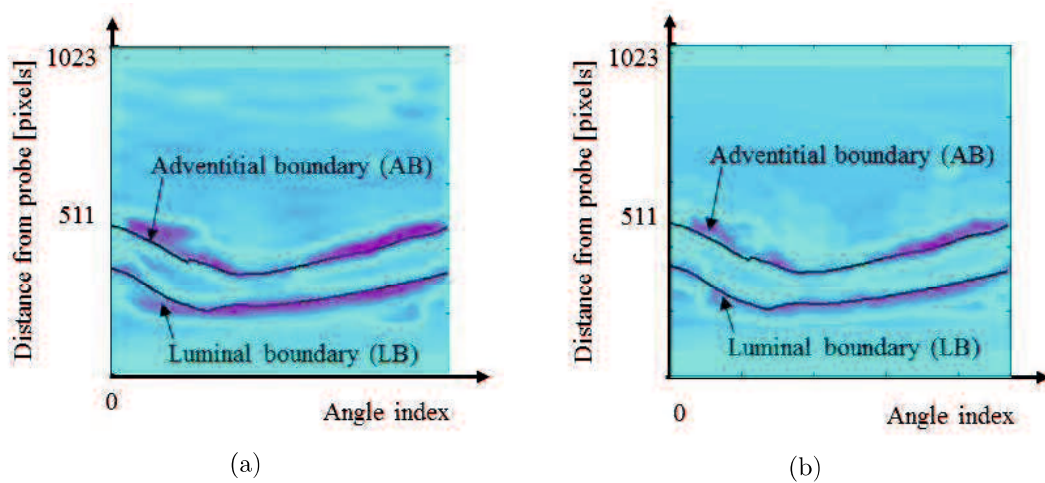 Distance from probe [pixels]
1023
511
0
Adventitial boundary (AB)
Luminal boundary (LB)
Angle index
(a)
Distance from probe [pixels]
1023
511
0
Adventitial boundary (AB)
Luminal boundary (LB)
Angle index
(b)